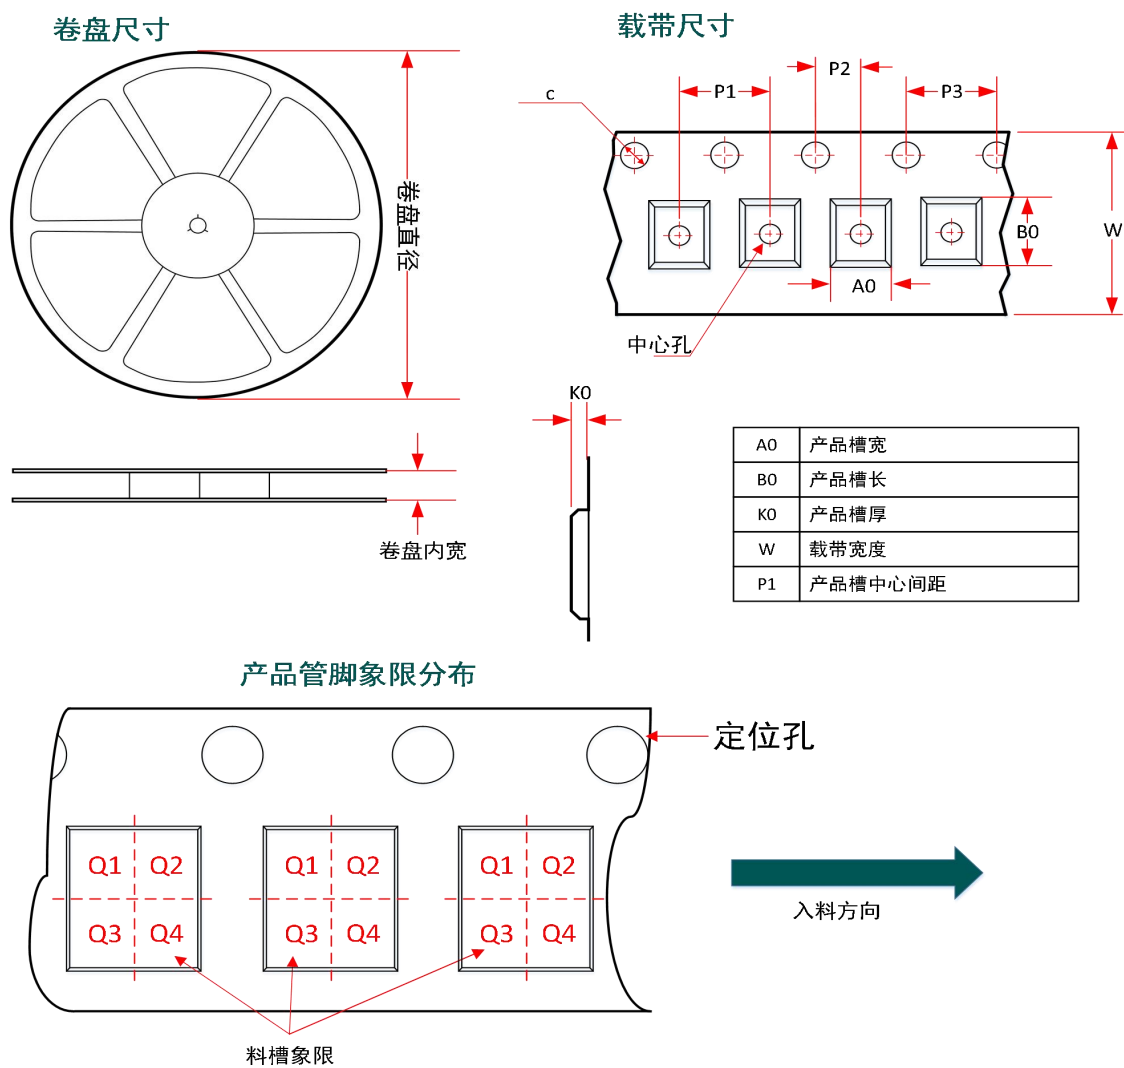 卷盘尺寸
载带尺寸
P2
P1
P3
c
卷盘直径
B0
W
A0
中心孔
K0
A0 产品槽宽
B0 产品槽长
K0 产品槽厚
W 载带宽度
P1 产品槽中心间距
卷盘内宽
产品管脚象限分布
定位孔
Q1 Q2 Q1 Q2 Q1 Q2
Q3 Q4 Q3 Q4 Q3 Q4
入料方向
料槽象限